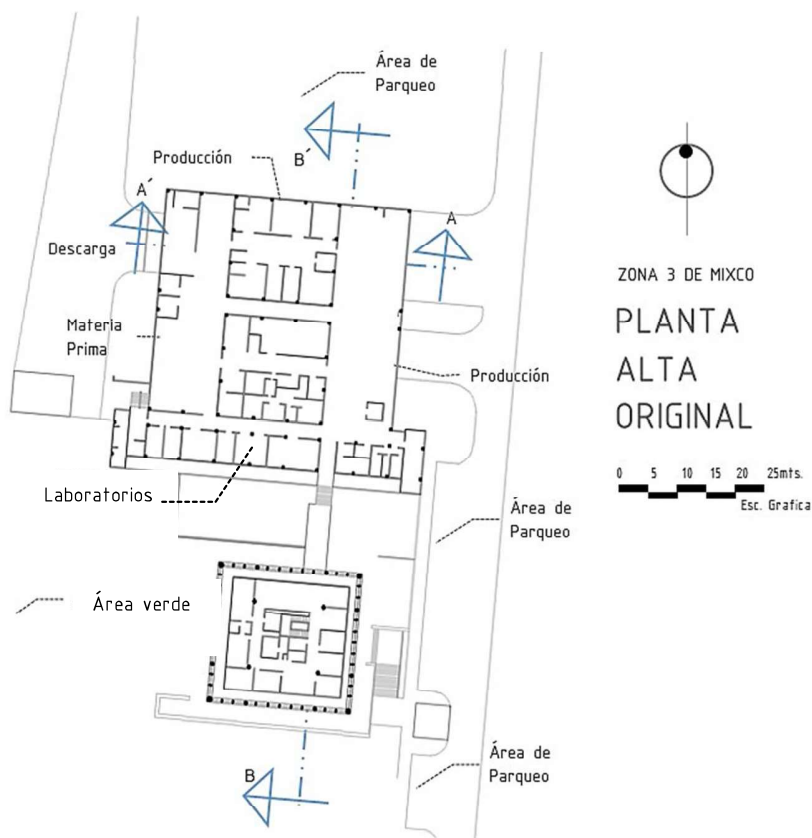 Área de
Parqueo
B´
Producción
A´
A
Descarga
Materia
Prima
Producción
Laboratorios
Área de
Parqueo
Área verde
Área de
Parqueo
B
ZONA 3 DE MIXCO
PLANTA
ALTA
ORIGINAL
0 5 10 15 20 25mts.
Esc. Grafica